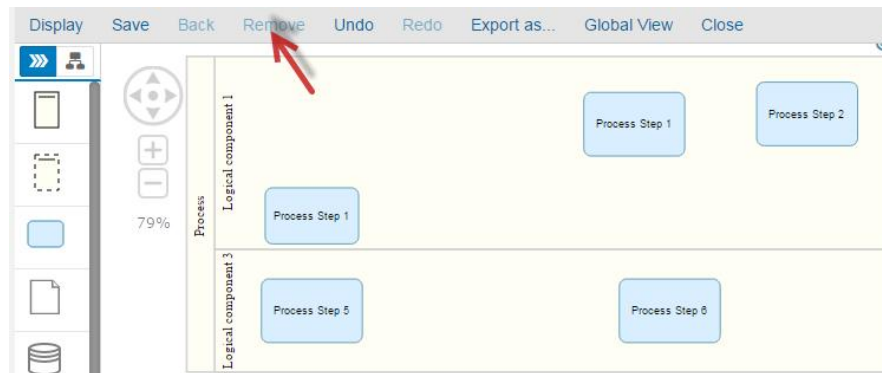 Display Save Back Remove Undo Redo Export as... Global View Close
79%
Process
Logical component 1
Process Step 1
Process Step 2
Process Step 1
Logical component 3
Process Step 5
Process Step 6